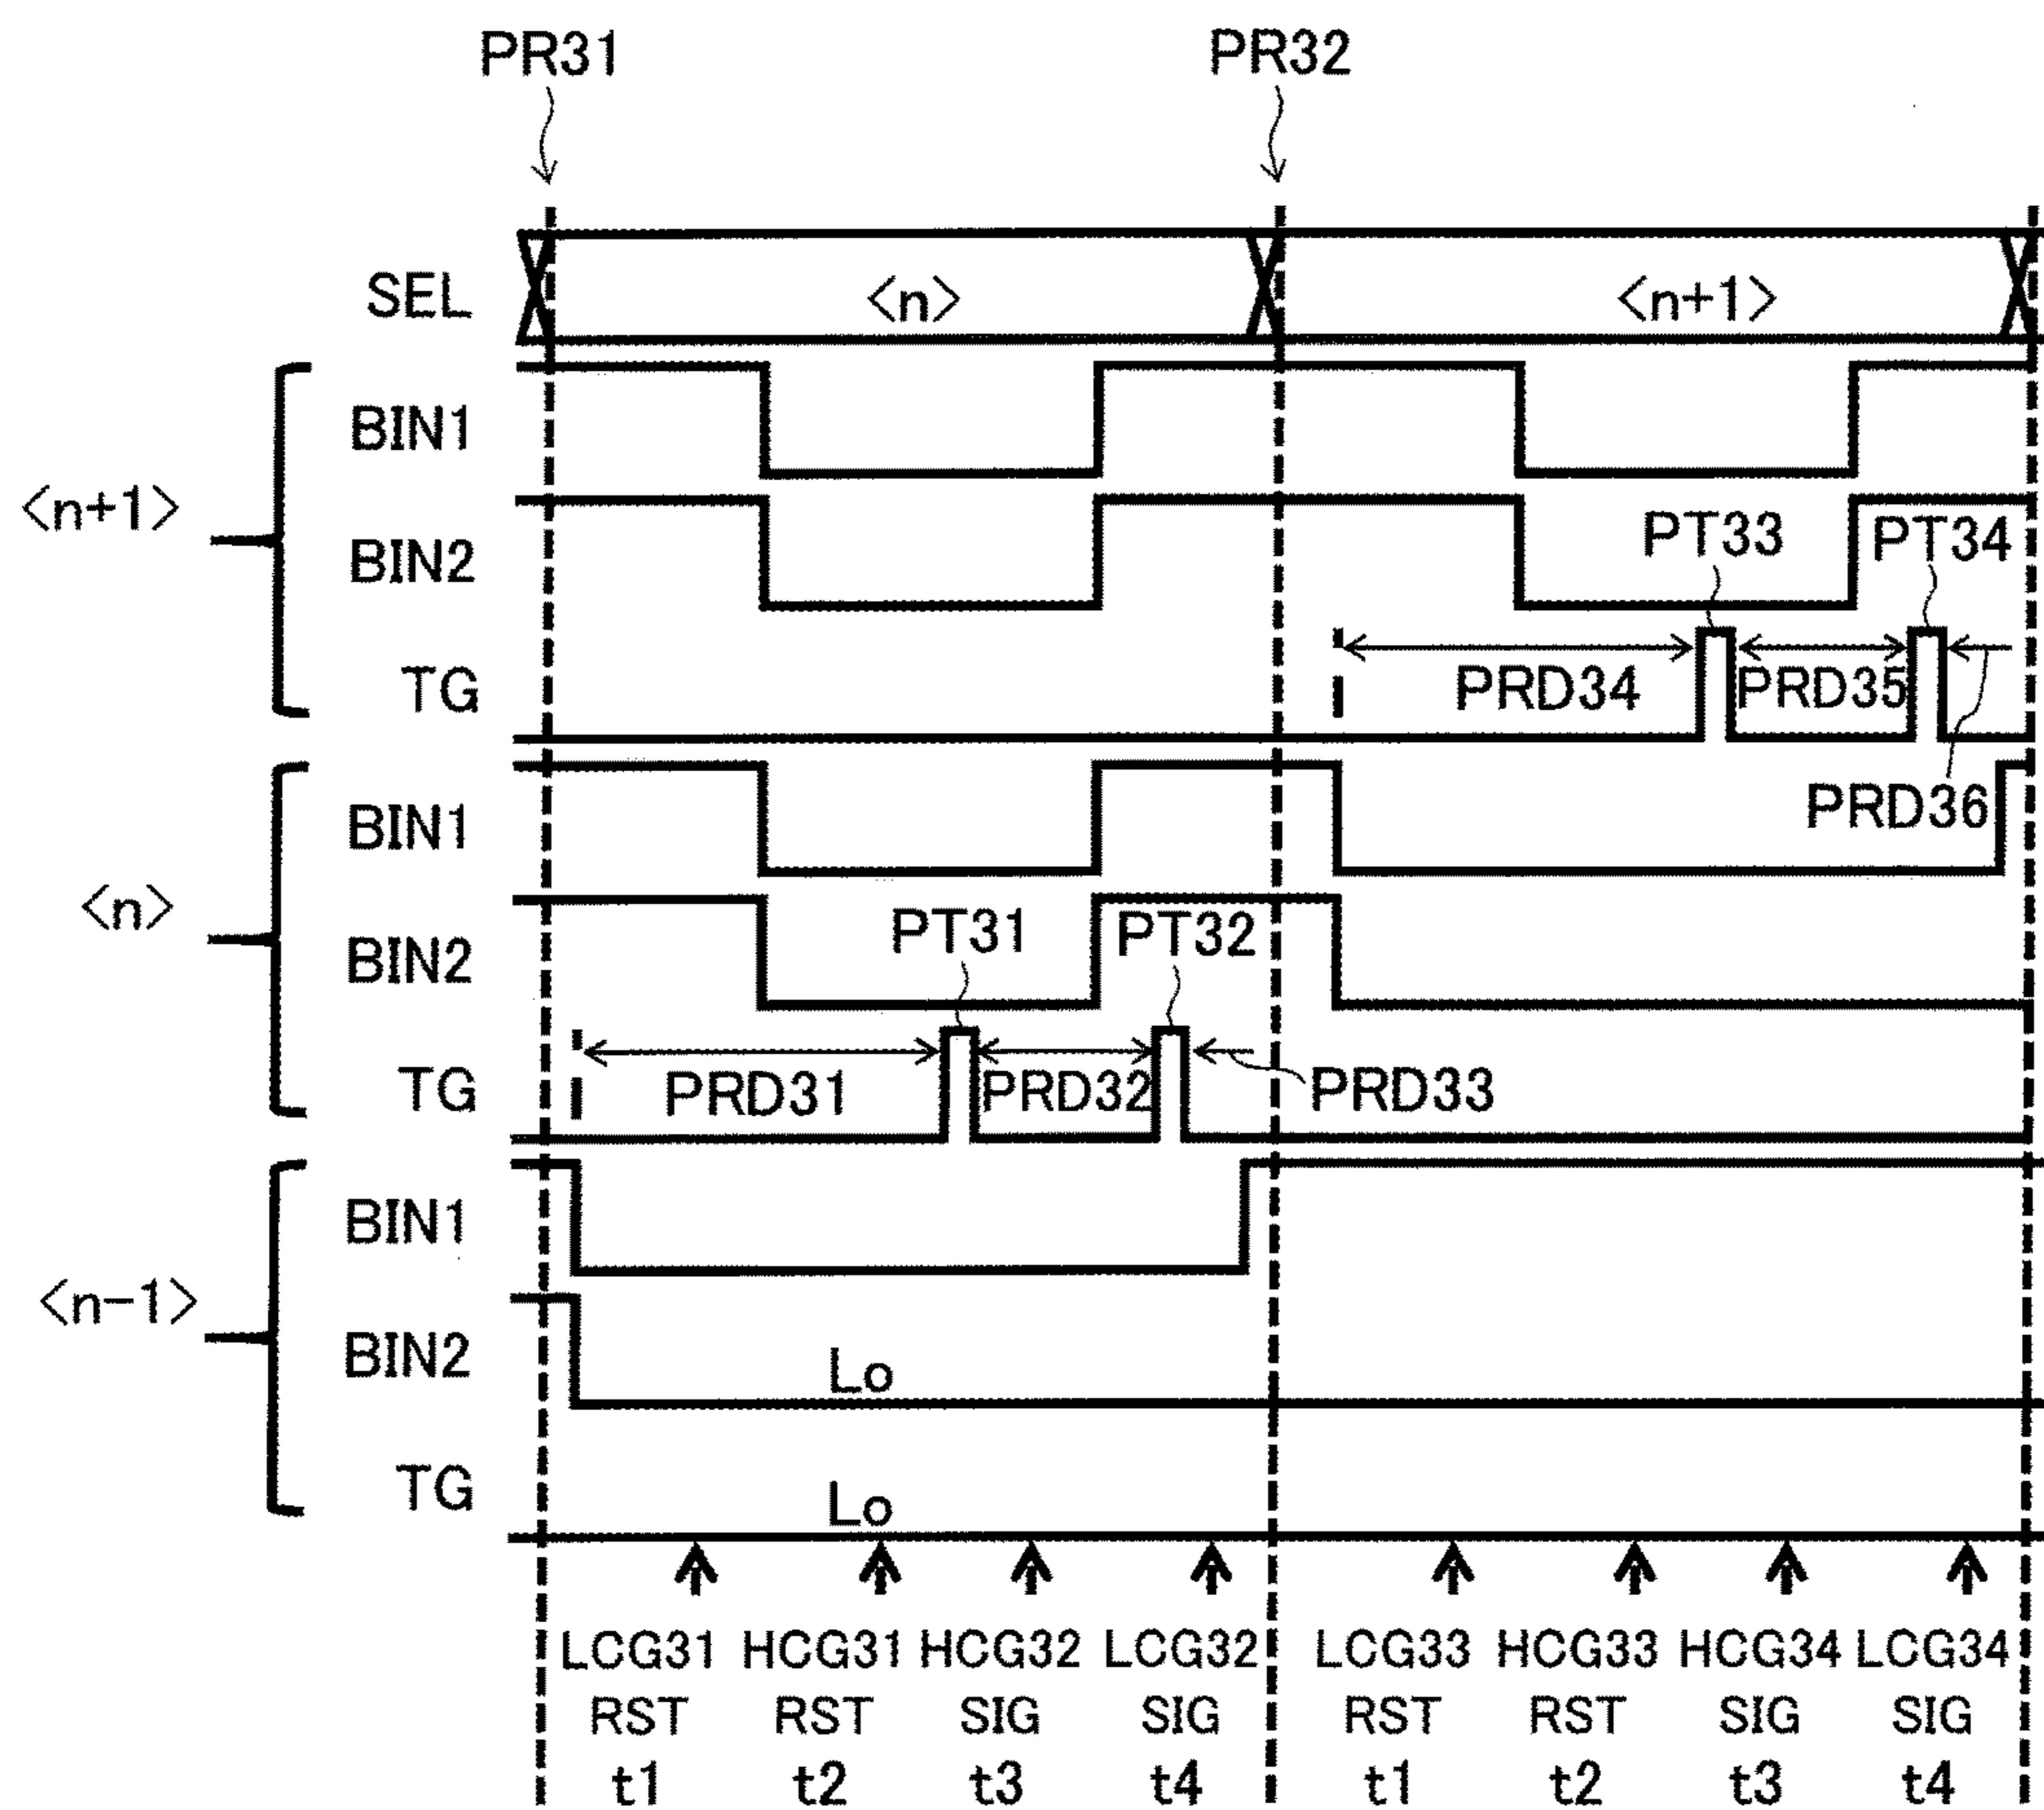 PR31 PR32
SEL <n> <n+1>
BIN1
<n+1>
BIN2 PT33 PT34
TG PRD34 PRD35
PRD36
BIN1
<n>
BIN2 PT31 PT32
TG PRD31 PRD32 PRD33
BIN1
<n-1>
BIN2 Lo
TG Lo
LCG31 HCG31 HCG32 LCG32 LCG33 HCG33 HCG34 LCG34
RST RST SIG SIG RST RST SIG SIG
t1 t2 t3 t4 t1 t2 t3 t4